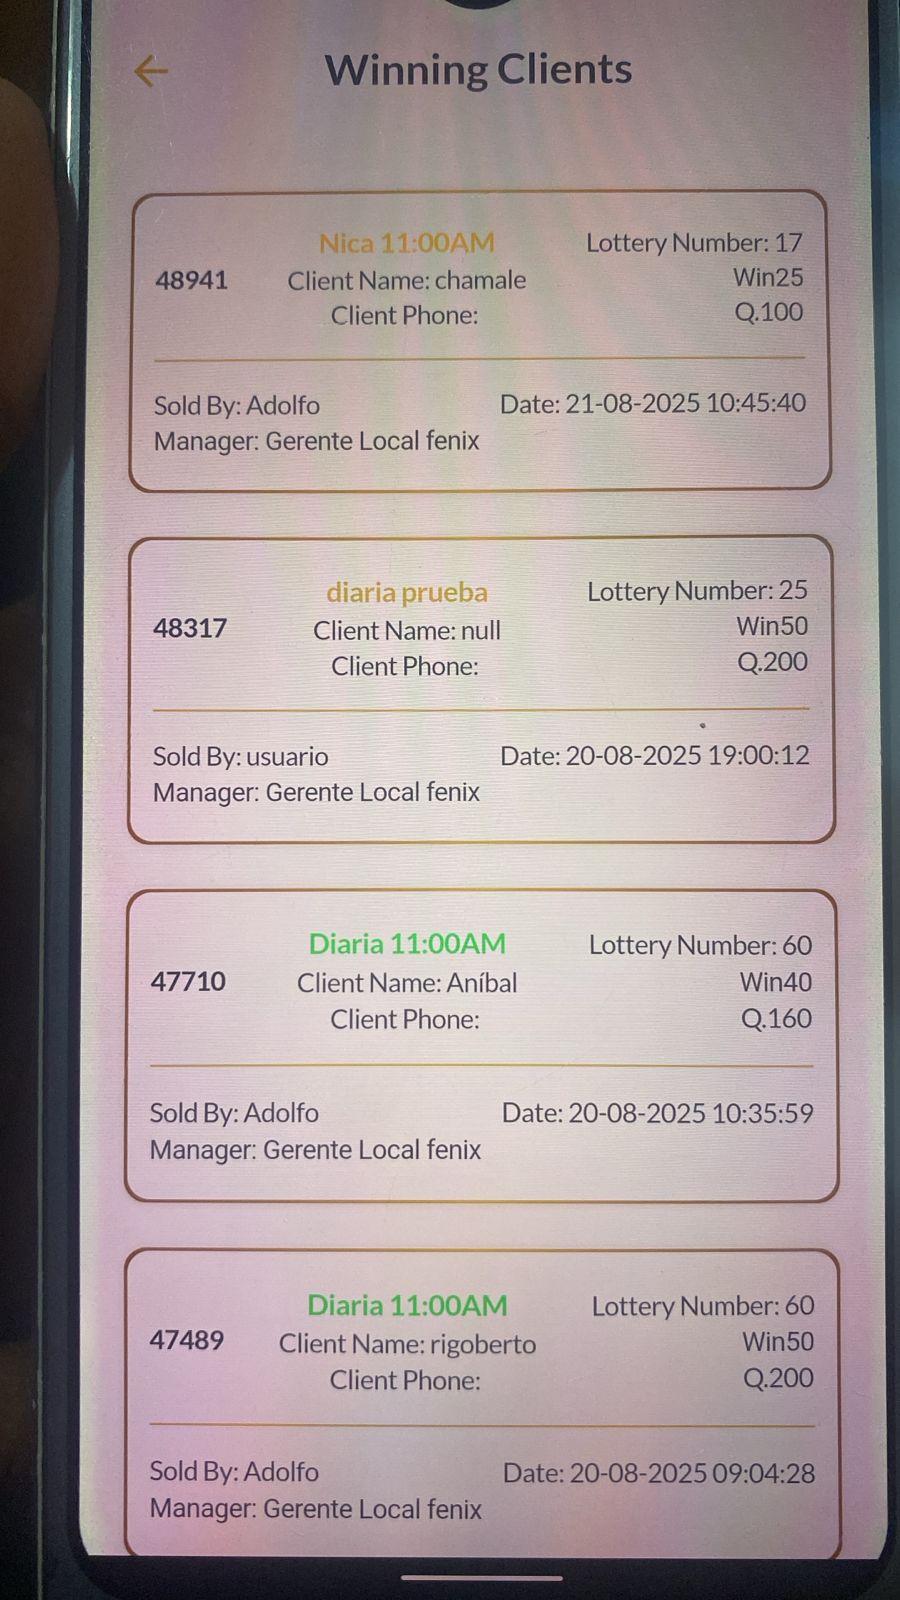 Winning Clients
Nica 11:00AM
Lottery Number: 17
48941
Client Name: chamale
Win25
Client Phone:
Q.100
Sold By: Adolfo
Date: 21-08-2025 10:45:40
Manager: Gerente Local fenix
diaria prueba
Lottery Number: 25
48317
Client Name: null
Win50
Client Phone:
Q.200
Sold By: usuario
Date: 20-08-2025 19:00:12
Manager: Gerente Local fenix
Diaria 11:00AM
Lottery Number: 60
47710
Client Name: Aníbal
Win40
Client Phone:
Q.160
Sold By: Adolfo
Date: 20-08-2025 10:35:59
Manager: Gerente Local fenix
Diaria 11:00AM
Lottery Number: 60
47489
Client Name: rigoberto
Win50
Client Phone:
Q.200
Sold By: Adolfo
Date: 20-08-2025 09:04:28
Manager: Gerente Local fenix